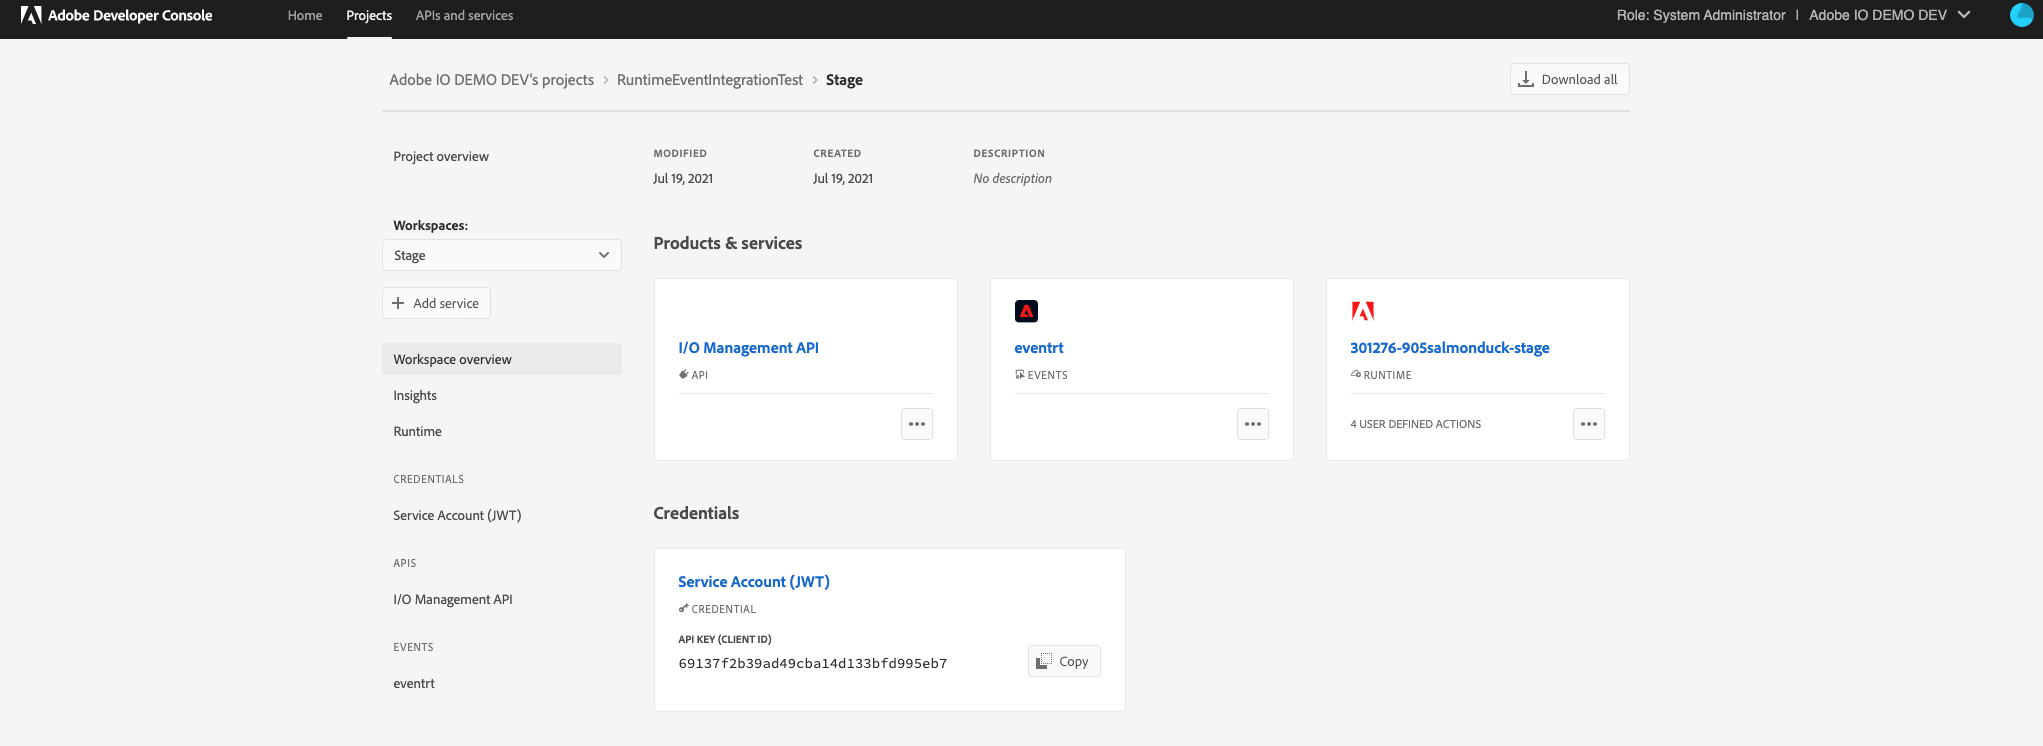 Adobe Developer Console
Home
Projects
APIs and services
Role: System Administrator | Adobe IO DEMO DEV
Adobe IO DEMO DEV's projects > RuntimeEventIntegrationTest > Stage
Download all
Project overview
MODIFIED
Jul 19, 2021
CREATED
Jul 19, 2021
DESCRIPTION
No description
Workspaces:
Stage
Add service
Workspace overview
Insights
Runtime
CREDENTIALS
Service Account (JWT)
APIS
I/O Management API
EVENTS
eventrt
Products & services
I/O Management API
API
eventrt
EVENTS
301276-905salmonduck-stage
RUNTIME
4 USER DEFINED ACTIONS
Credentials
Service Account (JWT)
CREDENTIAL
API KEY (CLIENT ID)
69137f2b39ad49cba14d133bfd995eb7
Copy